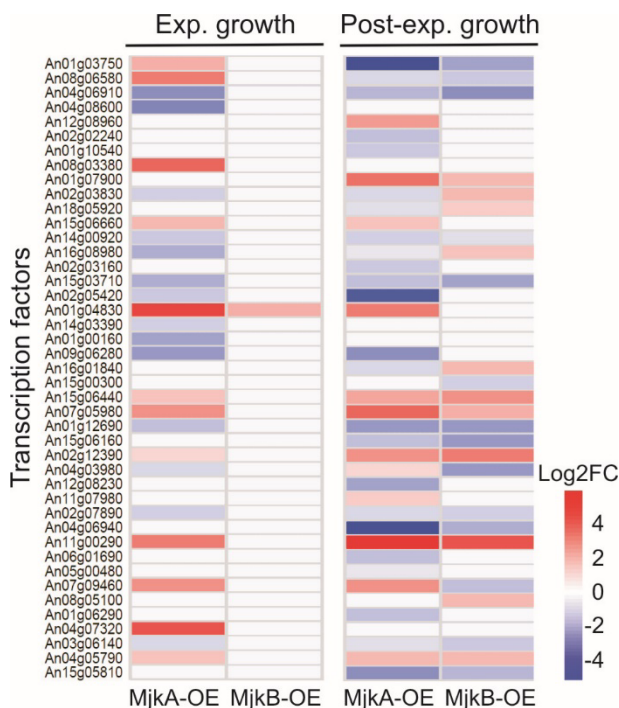 Exp. growth Post-exp. growth
Transcription factors
An01g03750
An08g06580
An04g06910
An04g08600
An12g08960
An02g02240
An01g10540
An08g03380
An01g07900
An02g03830
An18g05920
An15g06660
An14g00920
An16g08980
An02g03160
An15g03710
An02g05420
An01g04830
An14g03390
An01g00160
An09g06280
An16g01840
An15g00300
An15g06440
An07g05980
An01g12690
An15g06160
An02g12390
An04g03980
An12g08230
An11g07980
An02g07890
An04g06940
An11g00290
An06g01690
An05g00480
An07g09460
An08g05100
An01g06290
An04g07320
An03g06140
An04g05790
An15g05810
Log2FC
4
2
0
-2
-4
MjkA-OE MjkB-OE MjkA-OE MjkB-OE